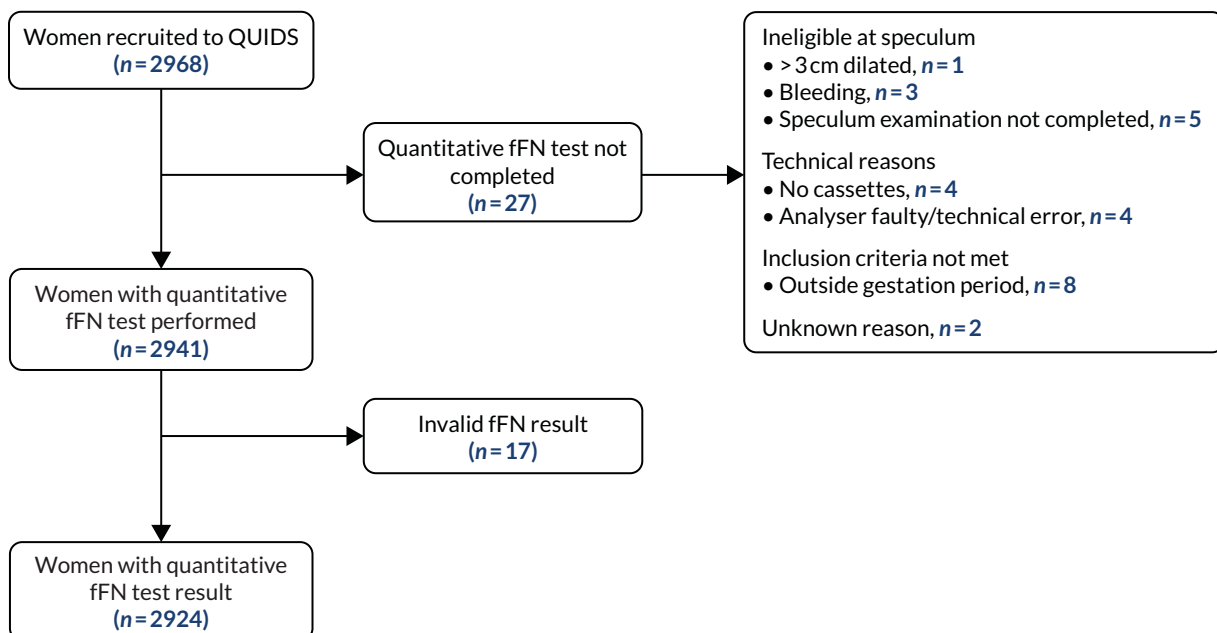 Women recruited to QUIDS
(n=2968)
Quantitative fFN test not
completed
(n=27)
Ineligible at speculum
• >3cm dilated, n=1
• Bleeding, n=3
• Speculum examination not completed, n=5
Technical reasons
• No cassettes, n=4
• Analyser faulty/technical error, n=4
Inclusion criteria not met
• Outside gestation period, n=8
Unknown reason, n=2
Women with quantitative
fFN test performed
(n=2941)
Invalid fFN result
(n=17)
Women with quantitative
fFN test result
(n=2924)